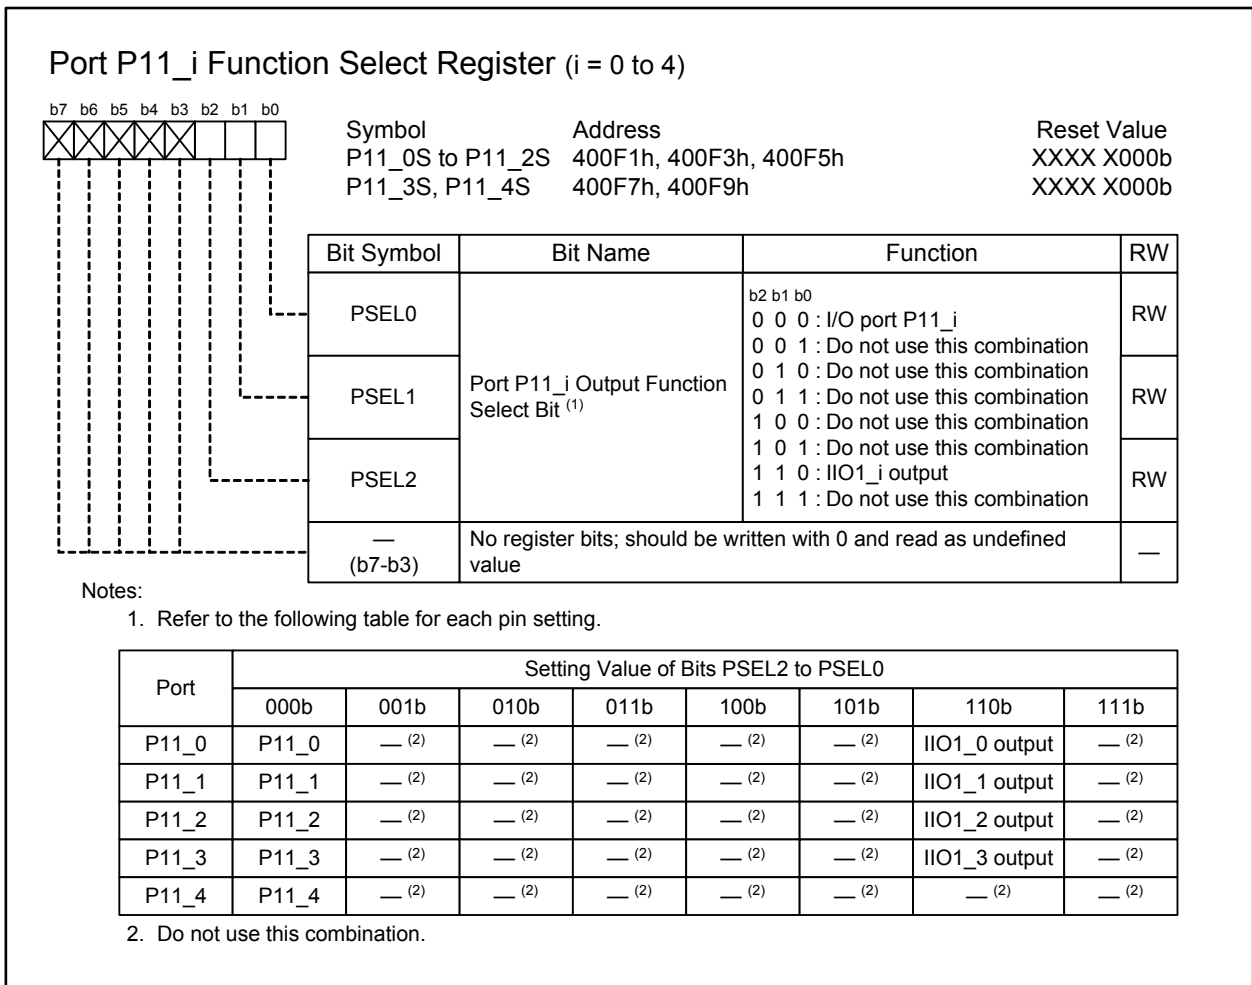 Port P11_i Function Select Register (i = 0 to 4)
b7 b6 b5 b4 b3 b2 b1 b0
Symbol Address Reset Value
P11_0S to P11_2S 400F1h, 400F3h, 400F5h XXXX X000b
P11_3S, P11_4S 400F7h, 400F9h XXXX X000b
Bit Symbol Bit Name Function RW
PSEL0 RW
PSEL1 RW
PSEL2 RW
Port P11_i Output Function
Select Bit (1)
b2 b1 b0
0 0 0 : I/O port P11_i
0 0 1 : Do not use this combination
0 1 0 : Do not use this combination
0 1 1 : Do not use this combination
1 0 0 : Do not use this combination
1 0 1 : Do not use this combination
1 1 0 : IIO1_i output
1 1 1 : Do not use this combination
—
(b7-b3)
No register bits; should be written with 0 and read as undefined
value
—
Notes:
1. Refer to the following table for each pin setting.
Port Setting Value of Bits PSEL2 to PSEL0
000b 001b 010b 011b 100b 101b 110b 111b
P11_0 P11_0 — (2) — (2) — (2) — (2) — (2) IIO1_0 output — (2)
P11_1 P11_1 — (2) — (2) — (2) — (2) — (2) IIO1_1 output — (2)
P11_2 P11_2 — (2) — (2) — (2) — (2) — (2) IIO1_2 output — (2)
P11_3 P11_3 — (2) — (2) — (2) — (2) — (2) IIO1_3 output — (2)
P11_4 P11_4 — (2) — (2) — (2) — (2) — (2) — (2) — (2)
2. Do not use this combination.